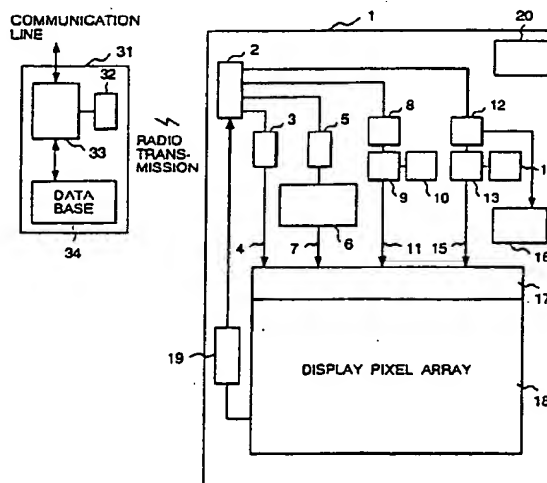 COMMUNICATION
LINE
31
32
33
DATA
BASE
34
RADIO
TRANS-
MISSION
1
20
2
3
5
8
12
9
10
13
4
7
6
11
15
16
17
19
DISPLAY PIXEL ARRAY
18